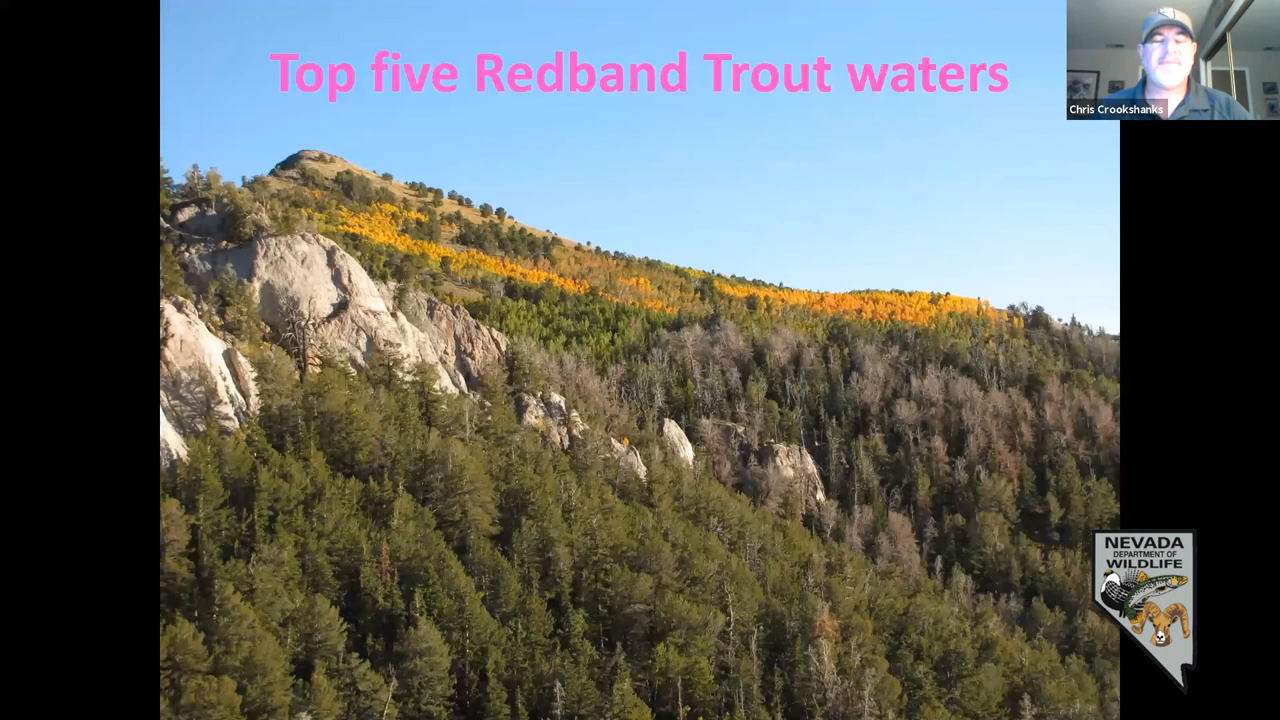 Top five Redband Trout waters
Chris Crookshanks
NEVADA
DEPARTMENT OF
WILDLIFE